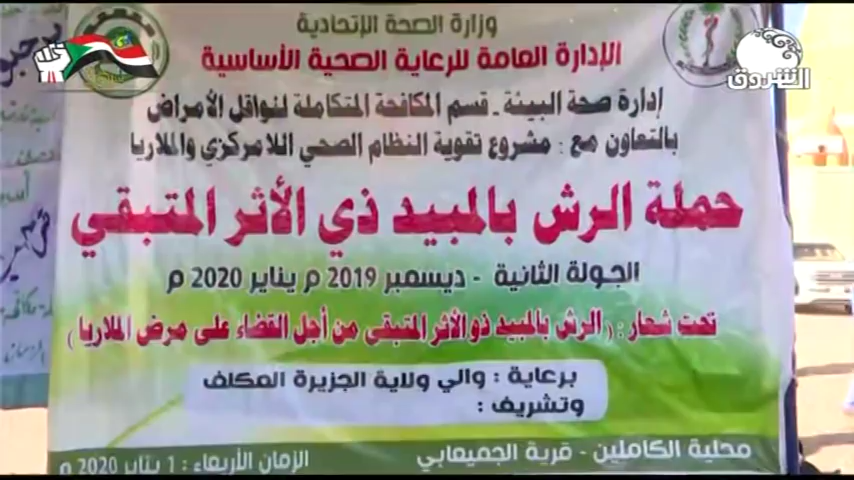 وزارة الصحة الإتحادية
الإدارة العامة للرعاية الصحية الأساسية
إدارة صحة البيئة - قسم المكافحة المتكاملة لنواقل الأمراض
بالتعاون مع : مشروع تقوية النظام الصحي اللامركزي والملاريا
حملة الرش بالمبيد ذي الأثر المتبقي
الجولة الثانية - ديسمبر 2019 م يناير 2020 م
تحت شعار : ( الرش بالمبيد ذو الأثر المتبقى من أجل القضاء على مرض الملاريا )
برعاية : والي ولاية الجزيرة المكلف
وتشريف :
محلية الكاملين - قرية الجميعابي
الزمان الأربعاء : 1 يناير 2020 م
الشروق